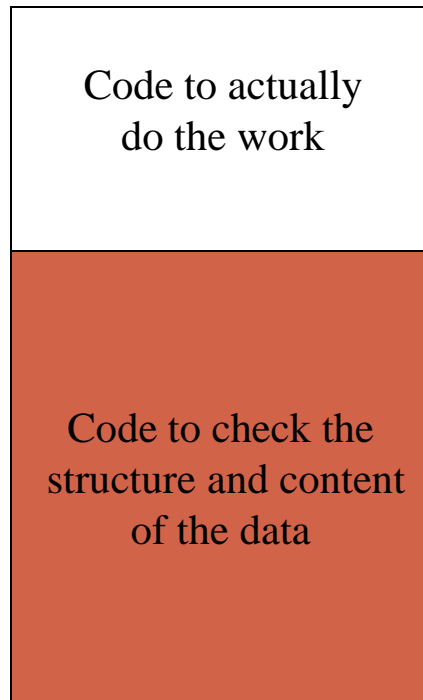 Code to actually
do the work
Code to check the
structure and content
of the data